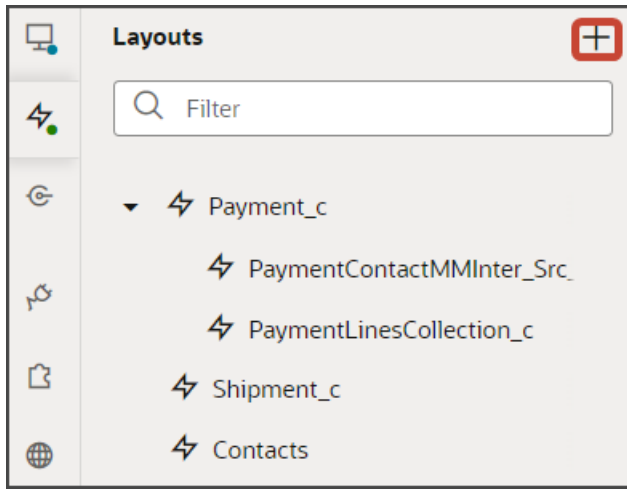 Layouts
Filter
Payment_c
PaymentContactMMInter_Src_
PaymentLinesCollection_c
Shipment_c
Contacts